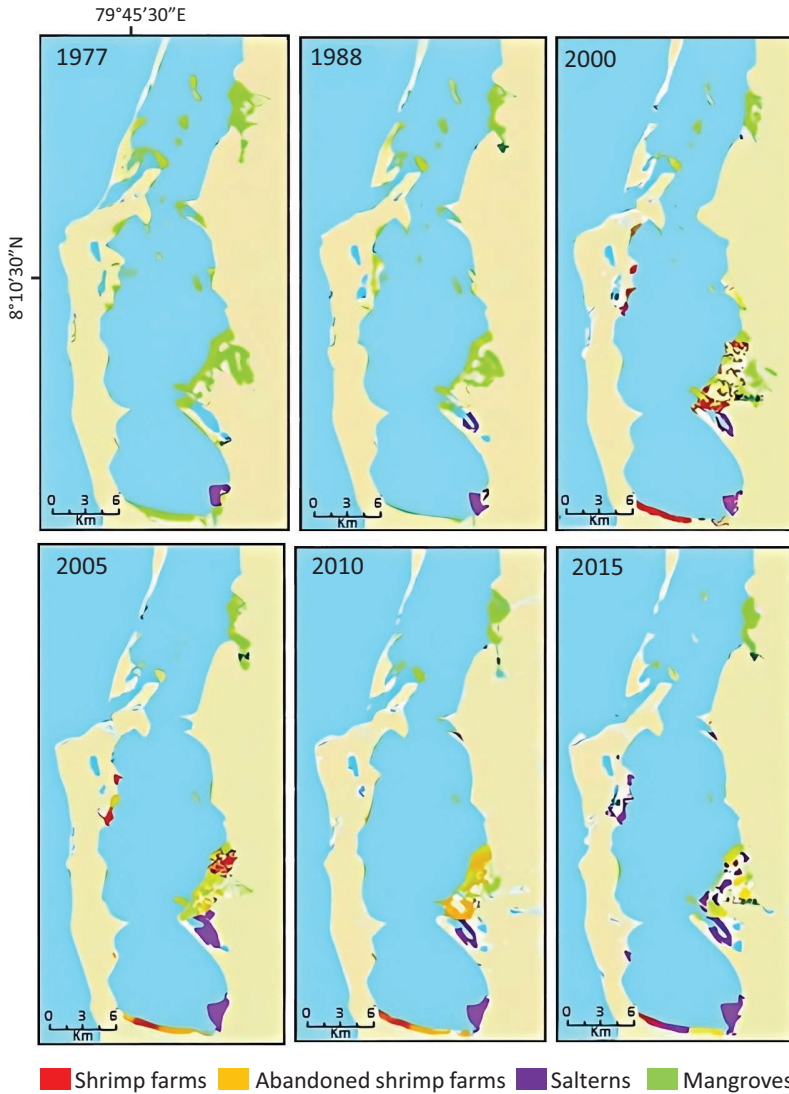 79°45'30"E
1977
1988
2000
8°10'30"N
0 3 6
Km
0 3 6
Km
0 3 6
Km
2005
2010
2015
0 3 6
Km
0 3 6
Km
0 3 6
Km
Shrimp farms Abandoned shrimp farms Salterns Mangroves